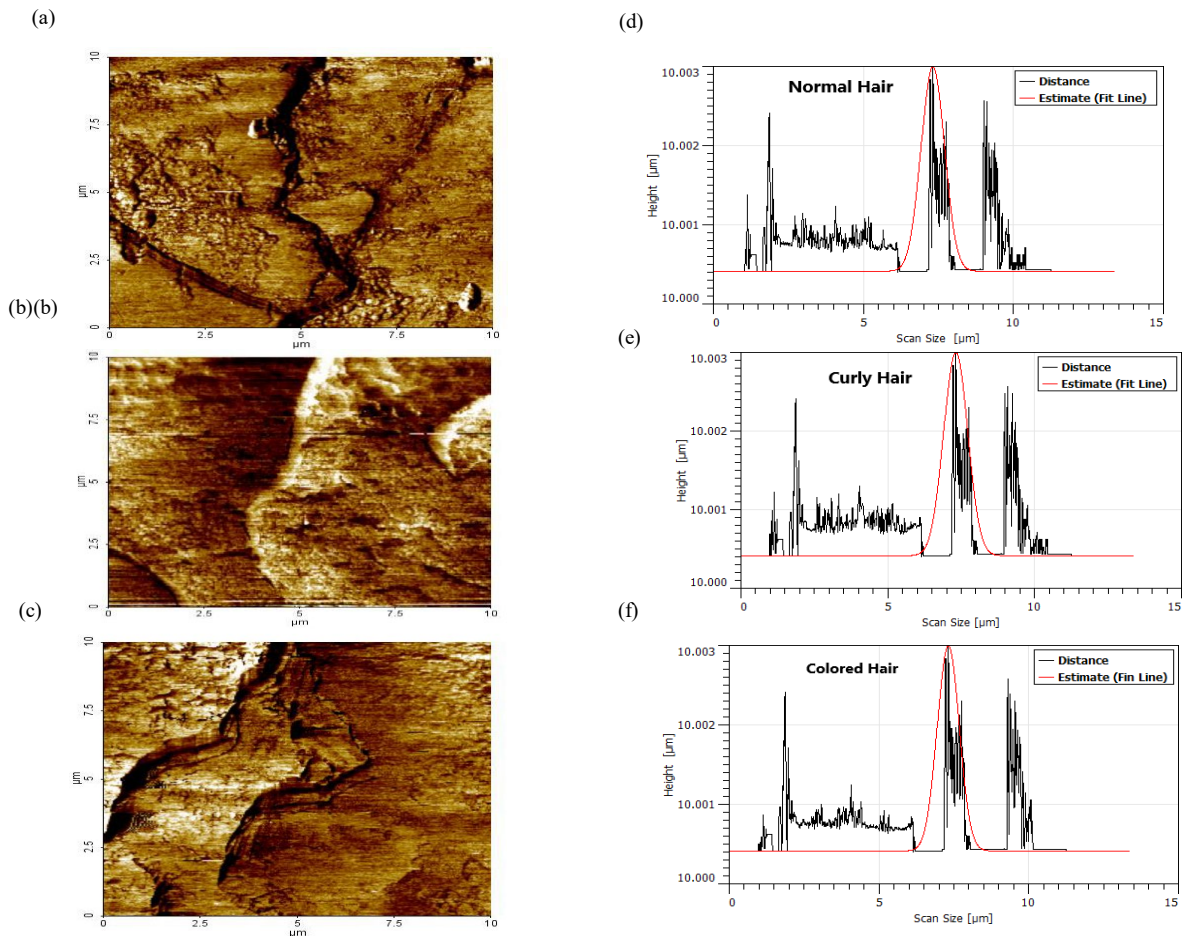 (a)
10
7.5
5
2.5
0
µm
0
2.5
5
7.5
10
µm
(b)(b)
10
7.5
5
2.5
0
µm
0
2.5
5
7.5
10
µm
(c)
10
7.5
5
2.5
0
µm
0
2.5
5
7.5
10
µm
(d)
Normal Hair
Distance
Estimate (Fit Line)
10.003
10.002
10.001
10.000
Height [µm]
0
5
10
15
Scan Size [µm]
(e)
Curly Hair
Distance
Estimate (Fit Line)
10.003
10.002
10.001
10.000
Height [µm]
0
5
10
15
Scan Size [µm]
(f)
Colored Hair
Distance
Estimate (Fin Line)
10.003
10.002
10.001
10.000
Height [µm]
0
5
10
15
Scan Size [µm]